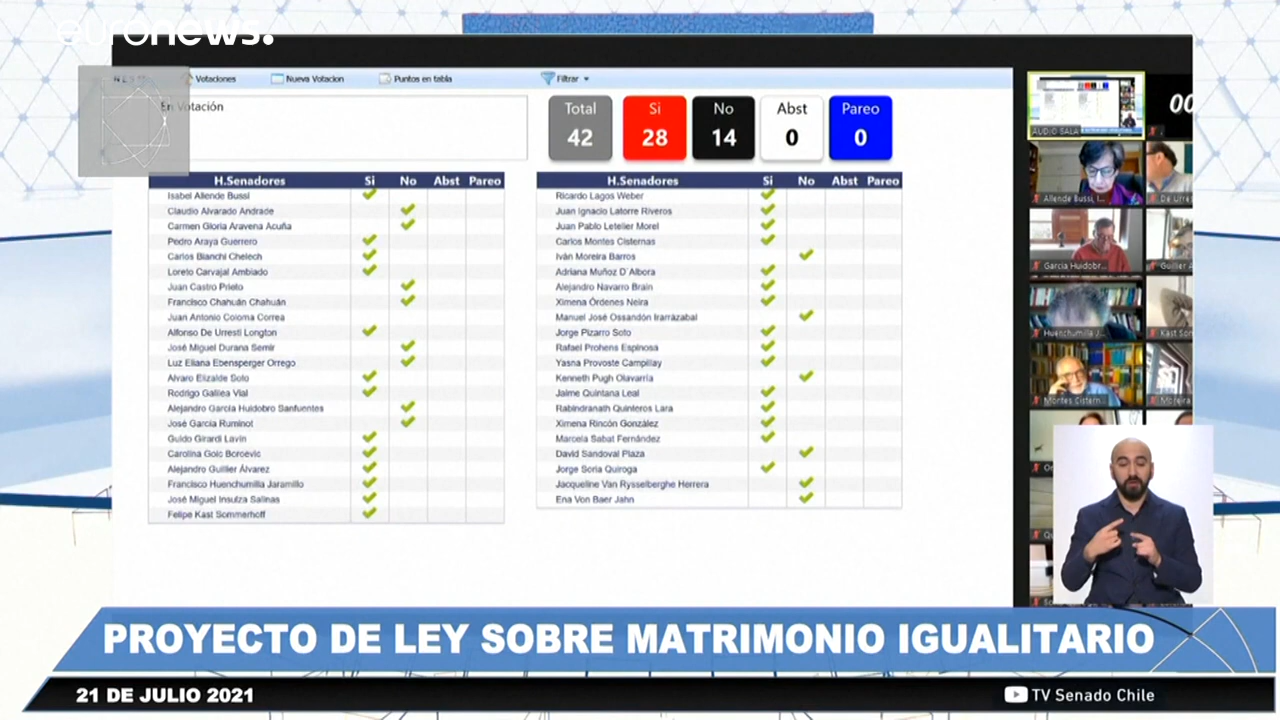 euronews.
Votaciones
Nueva Votacion
Puntos en tabla
Filtrar
En Votación
Total Si No Abst Pareo
42 28 14 0 0
H.Senadores Si No Abst Pareo
Isabel Allende Bussi
Claudio Alvarado Andrade
Carmen Gloria Aravena Acuña
Pedro Araya Guerrero
Carlos Bianchi Chelech
Loreto Carvajal Ambiado
Juan Castro Prieto
Francisco Chahuán Chahuán
Juan Antonio Coloma Correa
Alfonso De Urresti Longton
José Miguel Durana Semir
Luz Eliana Ebensperger Orrego
Alvaro Elizalde Soto
Rodrigo Galilea Vial
Alejandro García Huidobro Sanfuentes
José García Ruminot
Guido Girardi Lavín
Carolina Goic Boroevic
Alejandro Guillier Álvarez
Francisco Huenchumilla Jaramillo
José Miguel Insulza Salinas
Felipe Kast Sommerhoff
H.Senadores Si No Abst Pareo
Ricardo Lagos Weber
Juan Ignacio Latorre Riveros
Juan Pablo Letelier Morel
Carlos Montes Cisternas
Iván Moreira Barros
Adriana Muñoz D´Albora
Alejandro Navarro Brain
Ximena Órdenes Neira
Manuel José Ossandón Irarrázabal
Jorge Pizarro Soto
Rafael Prohens Espinosa
Yasna Provoste Campillay
Kenneth Pugh Olavarría
Jaime Quintana Leal
Rabindranath Quinteros Lara
Ximena Rincón González
Marcela Sabat Fernández
David Sandoval Plaza
Jorge Soria Quiroga
Jacqueline Van Rysselberghe Herrera
Ena Von Baer Jahn
AUDIO SALA
00
Allende Bussi, I...
De Urres
García Huidobr...
Guillier A
Huenchumilla J...
Kast Som
Montes Cistern...
Moreira
PROYECTO DE LEY SOBRE MATRIMONIO IGUALITARIO
21 DE JULIO 2021
TV Senado Chile